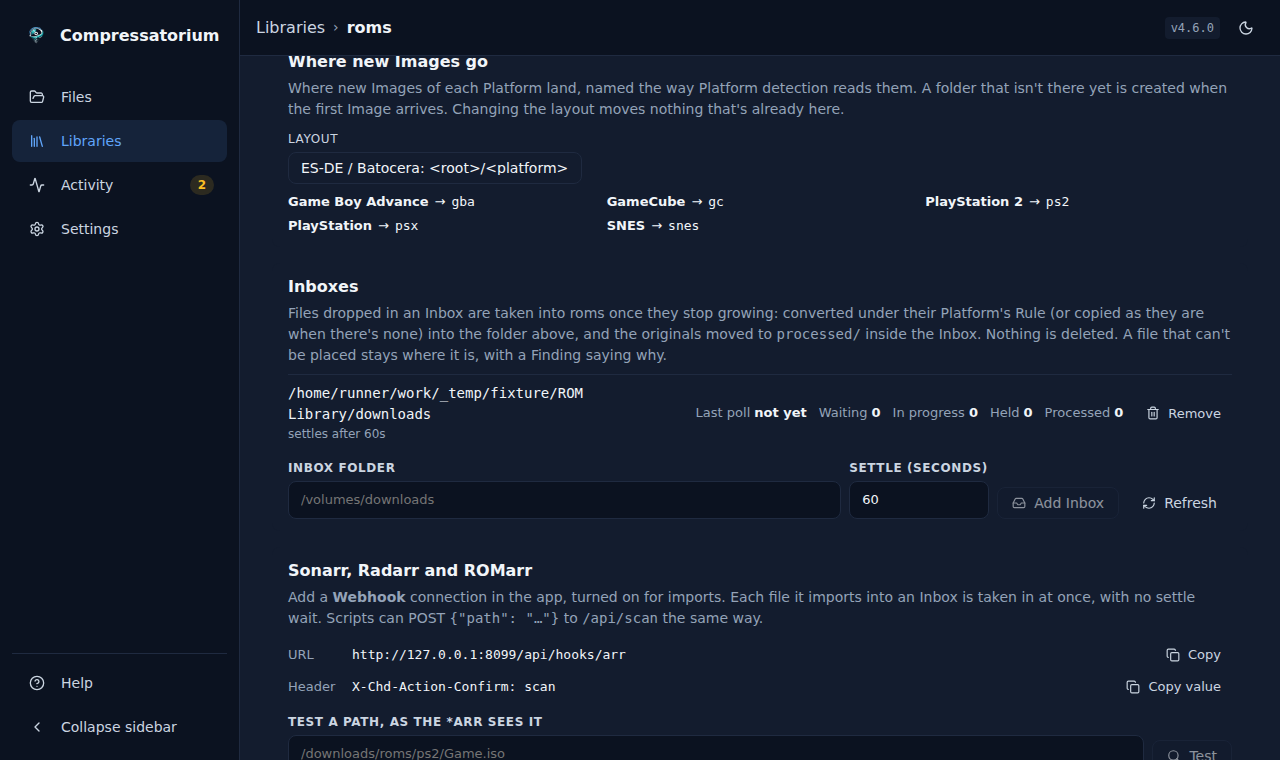 Compressatorium
Libraries › roms
v4.6.0
Files
Libraries
Activity
2
Settings
Help
Collapse sidebar
Where new Images go
Where new Images of each Platform land, named the way Platform detection reads them. A folder that isn't there yet is created when
the first Image arrives. Changing the layout moves nothing that's already here.
LAYOUT
ES-DE / Batocera: <root>/<platform>
Game Boy Advance → gba
GameCube → gc
PlayStation 2 → ps2
PlayStation → psx
SNES → snes
Inboxes
Files dropped in an Inbox are taken into roms once they stop growing: converted under their Platform's Rule (or copied as they are
when there's none) into the folder above, and the originals moved to processed/ inside the Inbox. Nothing is deleted. A file that can't
be placed stays where it is, with a Finding saying why.
/home/runner/work/_temp/fixture/ROM
Library/downloads
settles after 60s
Last poll not yet Waiting 0 In progress 0 Held 0 Processed 0
Remove
INBOX FOLDER
SETTLE (SECONDS)
/volumes/downloads
60
Add Inbox
Refresh
Sonarr, Radarr and ROMarr
Add a Webhook connection in the app, turned on for imports. Each file it imports into an Inbox is taken in at once, with no settle
wait. Scripts can POST {"path": "…"} to /api/scan the same way.
URL http://127.0.0.1:8099/api/hooks/arr
Copy
Header X-Chd-Action-Confirm: scan
Copy value
TEST A PATH, AS THE *ARR SEES IT
/downloads/roms/ps2/Game.iso
Test